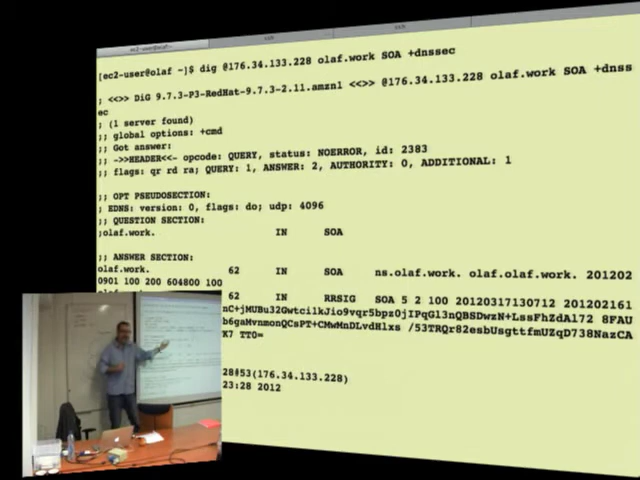 [ec2-user@olaf ~]$ dig @176.34.133.228 olaf.work SOA +dnssec
; <<>> DiG 9.7.3-P3-RedHat-9.7.3-2.11.amzn1 <<>> @176.34.133.228 olaf.work SOA +dnss
ec
; (1 server found)
;; global options: +cmd
;; Got answer:
;; ->>HEADER<<- opcode: QUERY, status: NOERROR, id: 2383
;; flags: qr rd ra; QUERY: 1, ANSWER: 2, AUTHORITY: 0, ADDITIONAL: 1
;; OPT PSEUDOSECTION:
; EDNS: version: 0, flags: do; udp: 4096
;; QUESTION SECTION:
;olaf.work. IN SOA
;; ANSWER SECTION:
olaf.work. 62 IN SOA ns.olaf.work. olaf.olaf.work. 201202
0901 100 200 604800 100
62 IN RRSIG SOA 5 2 100 20120317130712 201202161
8FAU
X7 TT0=
28#53(176.34.133.228)
23:28 2012